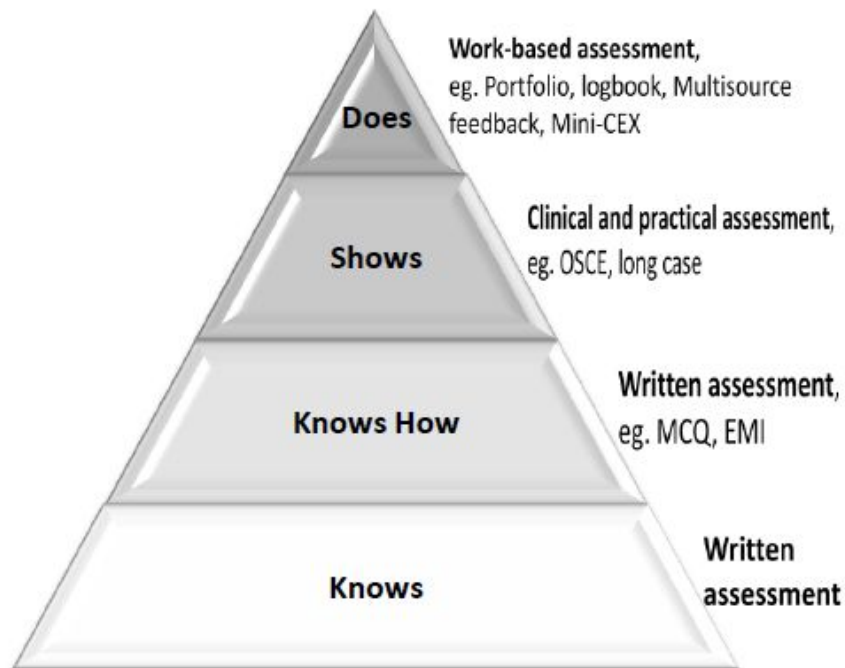 Work-based assessment,
eg. Portfolio, logbook, Multisource
feedback, Mini-CEX
Does
Clinical and practical assessment,
eg. OSCE, long case
Shows
Written assessment,
eg. MCQ, EMI
Knows How
Written
assessment
Knows